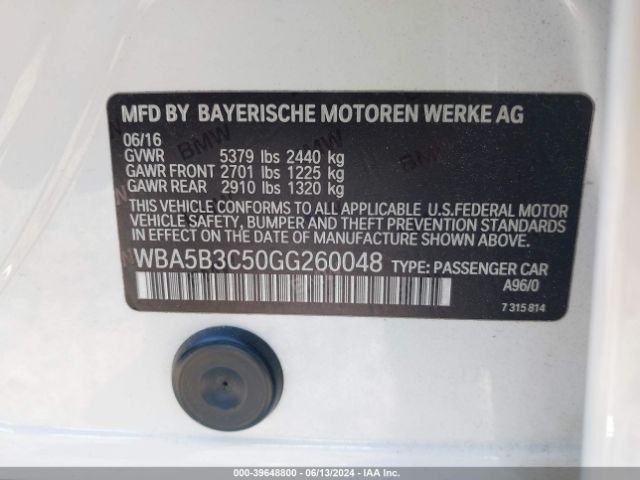 MFD BY BAYERISCHE MOTOREN WERKE AG
06/16
GVWR 5379 lbs 2440 kg
GAWR FRONT 2701 lbs 1225 kg
GAWR REAR 2910 lbs 1320 kg
THIS VEHICLE CONFORMS TO ALL APPLICABLE U.S.FEDERAL MOTOR
VEHICLE SAFETY, BUMPER AND THEFT PREVENTION STANDARDS
IN EFFECT ON THE DATE OF MANUFACTURE SHOWN ABOVE.
WBA5B3C50GG260048 TYPE: PASSENGER CAR
A96/0
7 315 814
000-39648800 - 06/13/2024 - IAA Inc.